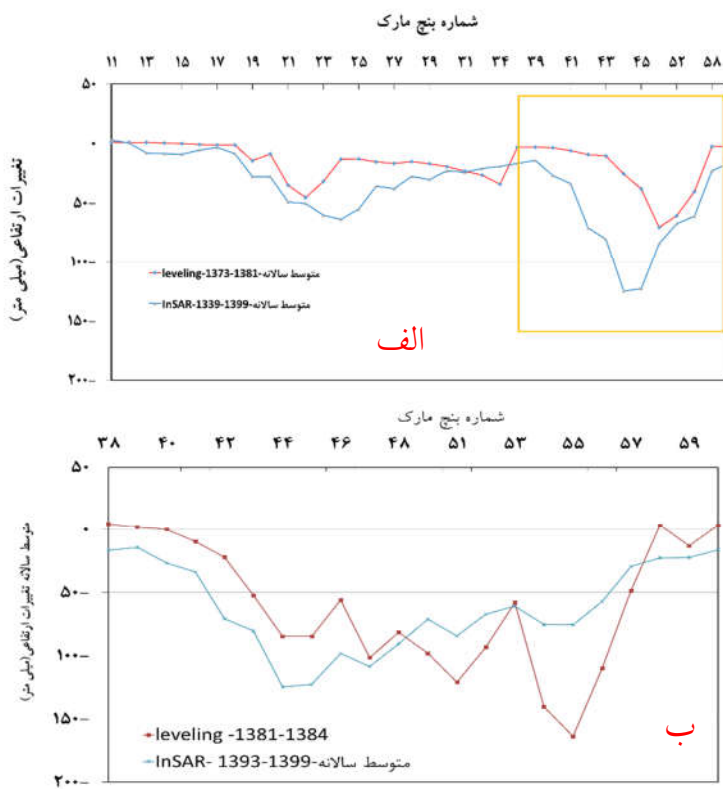 شماره بنچ مارک
۱۱ ۱۳ ۱۵ ۱۷ ۱۹ ۲۱ ۲۳ ۲۷ ۲۹ ۳۱ ۳۴ ۳۹ ۴۱ ۴۳ ۴۵ ۵۲ ۵۸
تغییرات ارتفاعی(میلی متر)
۵۰
۰
۵۰−
۱۰۰−
۱۵۰−
۲۰۰−
leveling-1373-1381-متوسط سالانه
InSAR-1339-1399-متوسط سالانه
الف
شماره بنچ مارک
۳۸ ۴۰ ۴۲ ۴۴ ۴۶ ۴۸ ۵۱ ۵۳ ۵۵ ۵۷ ۵۹
متوسط سالانه تغییرات ارتفاعی(میلی متر)
۵۰
۰
۵۰−
۱۰۰−
۱۵۰−
۲۰۰−
leveling -1381-1384
InSAR- 1393-1399-متوسط سالانه
ب